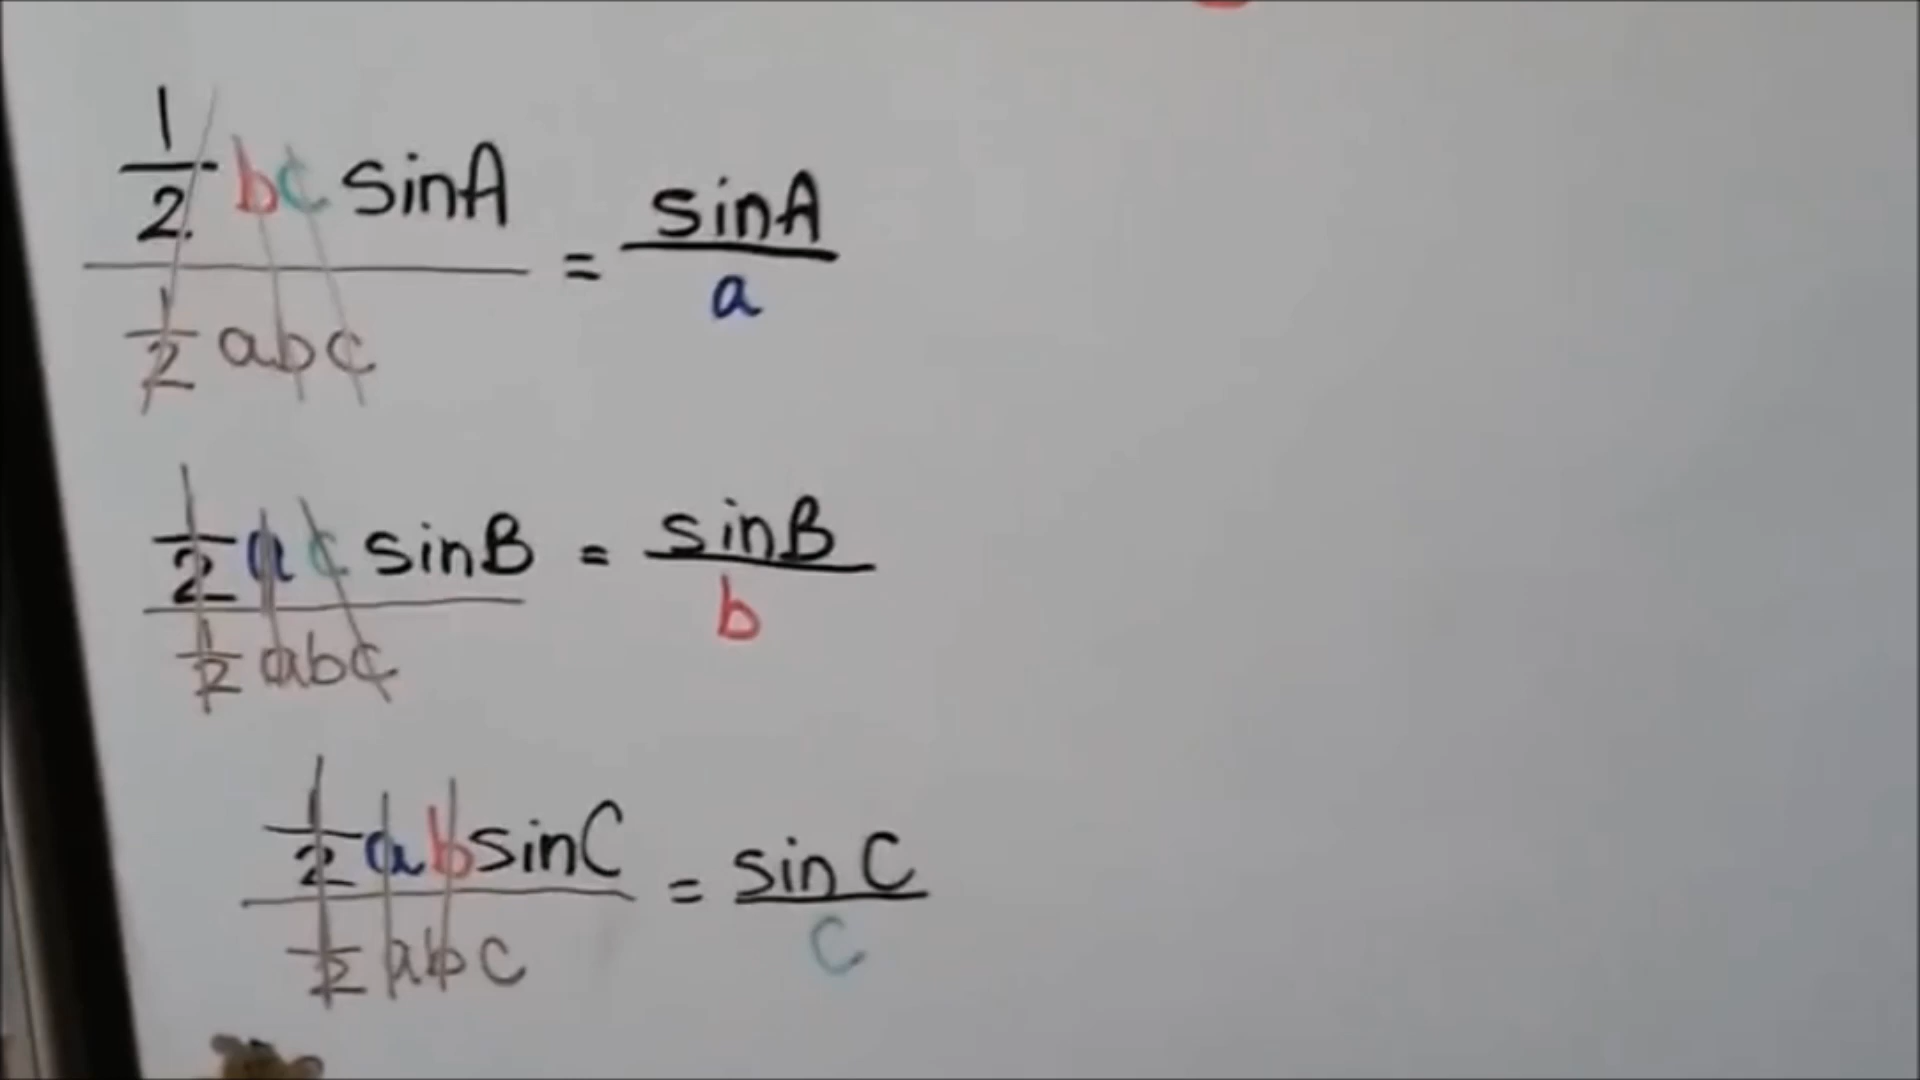 1/2 bc sinA / 1/2 abc = sinA / a
1/2 ac sinB / 1/2 abc = sinB / b
1/2 ab sinC / 1/2 abc = sin C / c